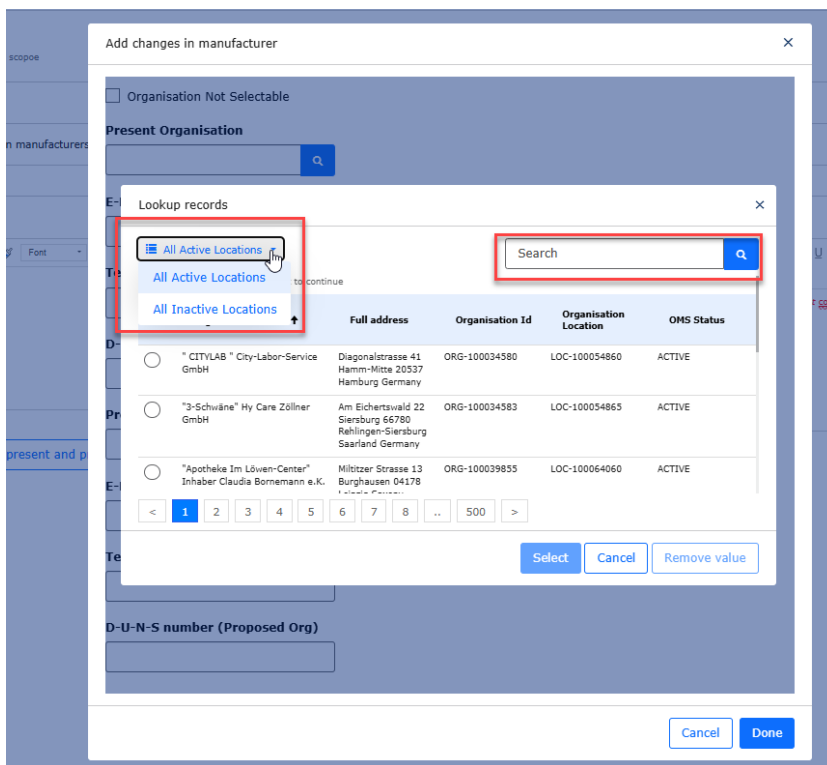 Add changes in manufacturer
scopoe
Organisation Not Selectable
Present Organisation
n manufacturers
E-
Lookup records
All Active Locations
Search
Font
U
All Active Locations
Te
to continue
All Inactive Locations
Full address
Organisation Id
Organisation
Location
OMS Status
D-
" CITYLAB " City-Labor-Service
GmbH
Diagonalstrasse 41
Hamm-Mitte 20537
Hamburg Germany
ORG-100034580
LOC-100054860
ACTIVE
"3-Schwäne" Hy Care Zöllner
GmbH
Am Eichertswald 22
Siersburg 66780
Rehlingen-Siersburg
Saarland Germany
ORG-100034583
LOC-100054865
ACTIVE
Pr
present and p
"Apotheke Im Löwen-Center"
Inhaber Claudia Bornemann e.K.
Miltitzer Strasse 13
Burghausen 04178
ORG-100039855
LOC-100064060
ACTIVE
E-
< 1 2 3 4 5 6 7 8 .. 500 >
Te
Select Cancel Remove value
D-U-N-S number (Proposed Org)
Cancel Done